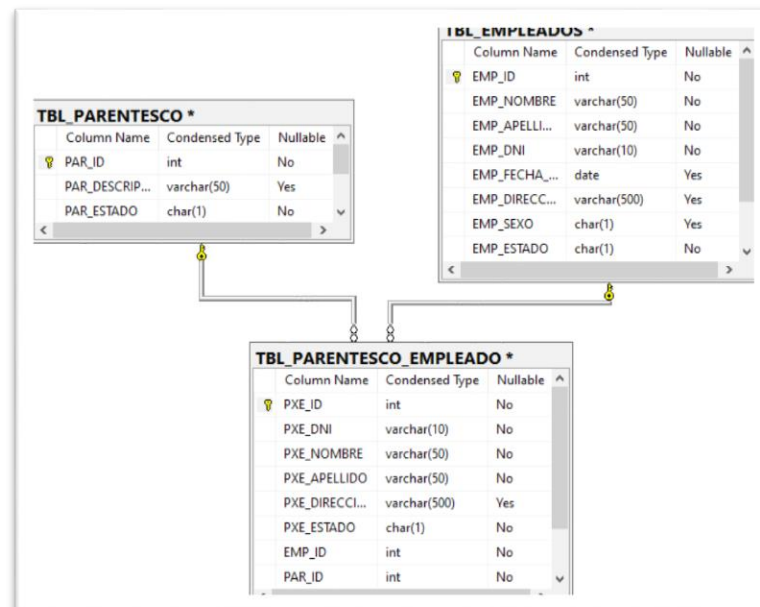 TBL_PARENTESCO *
Column Name Condensed Type Nullable
PAR_ID int No
PAR_DESCRIP... varchar(50) Yes
PAR_ESTADO char(1) No
TBL_EMPLEADOS *
Column Name Condensed Type Nullable
EMP_ID int No
EMP_NOMBRE varchar(50) No
EMP_APELLI... varchar(50) No
EMP_DNI varchar(10) No
EMP_FECHA_... date Yes
EMP_DIRECC... varchar(500) Yes
EMP_SEXO char(1) Yes
EMP_ESTADO char(1) No
TBL_PARENTESCO_EMPLEADO *
Column Name Condensed Type Nullable
PXE_ID int No
PXE_DNI varchar(10) No
PXE_NOMBRE varchar(50) No
PXE_APELLIDO varchar(50) No
PXE_DIRECCI... varchar(500) Yes
PXE_ESTADO char(1) No
EMP_ID int No
PAR_ID int No